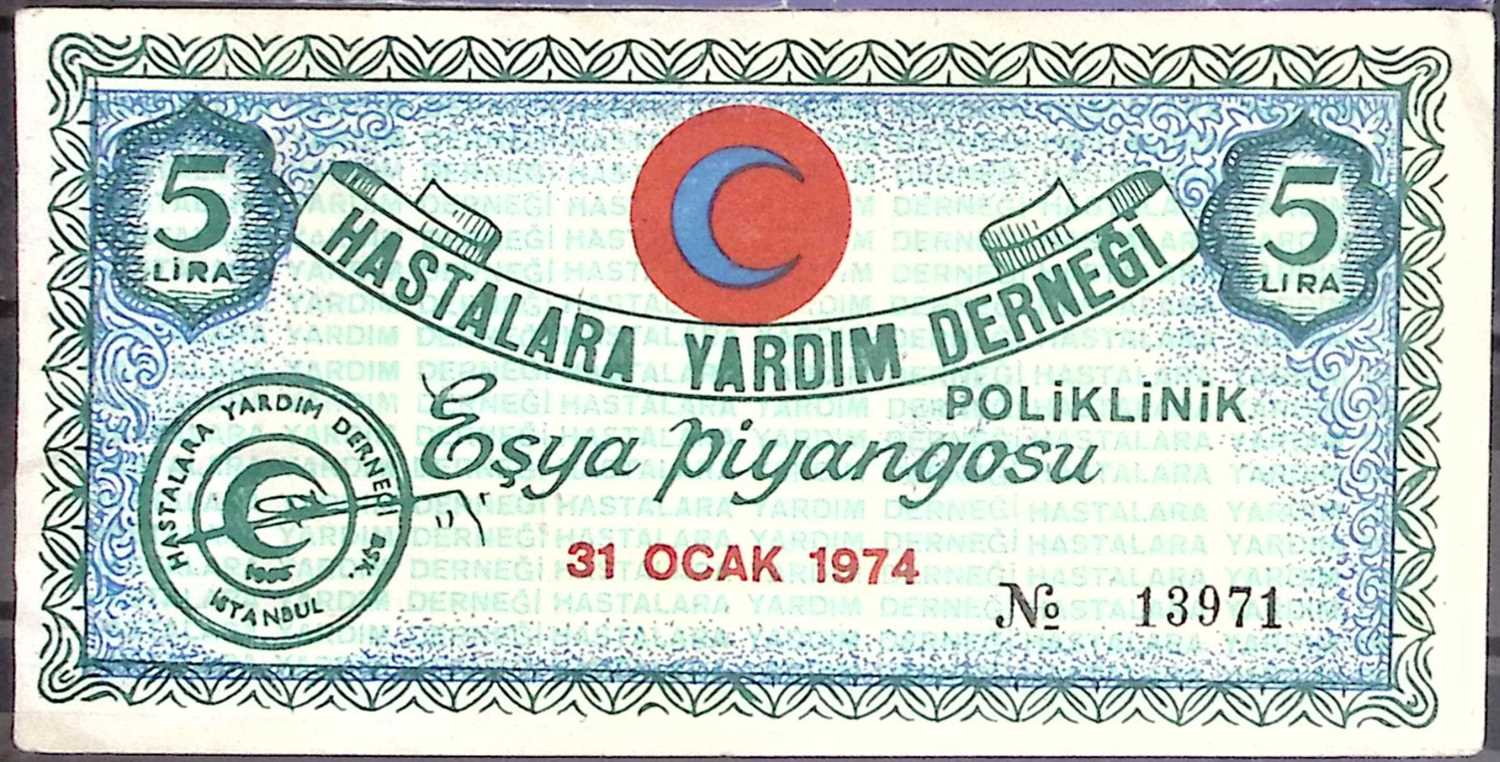 5
LİRA
5
LİRA
HASTALARA YARDIM DERNEĞİ
POLİKLİNİK
Eşya piyangosu
HASTALARA YARDIM DERNEĞİ
İSTANBUL
31 OCAK 1974
№ 13971